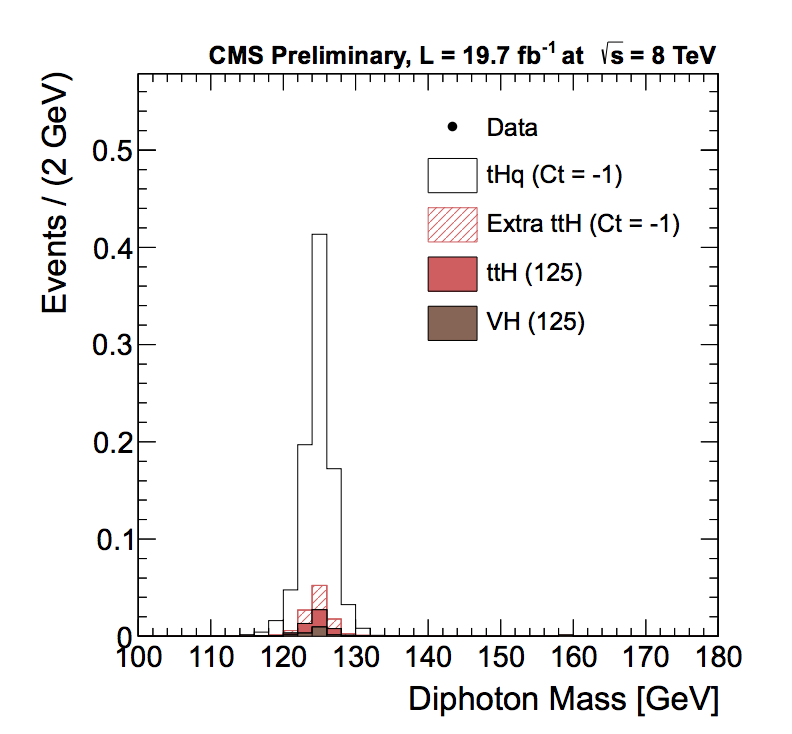 CMS Preliminary, L = 19.7 fb⁻¹ at √s = 8 TeV
Events / (2 GeV)
Data
tHq (Ct = -1)
Extra ttH (Ct = -1)
ttH (125)
VH (125)
0.5
0.4
0.3
0.2
0.1
0
100 110 120 130 140 150 160 170 180
Diphoton Mass [GeV]